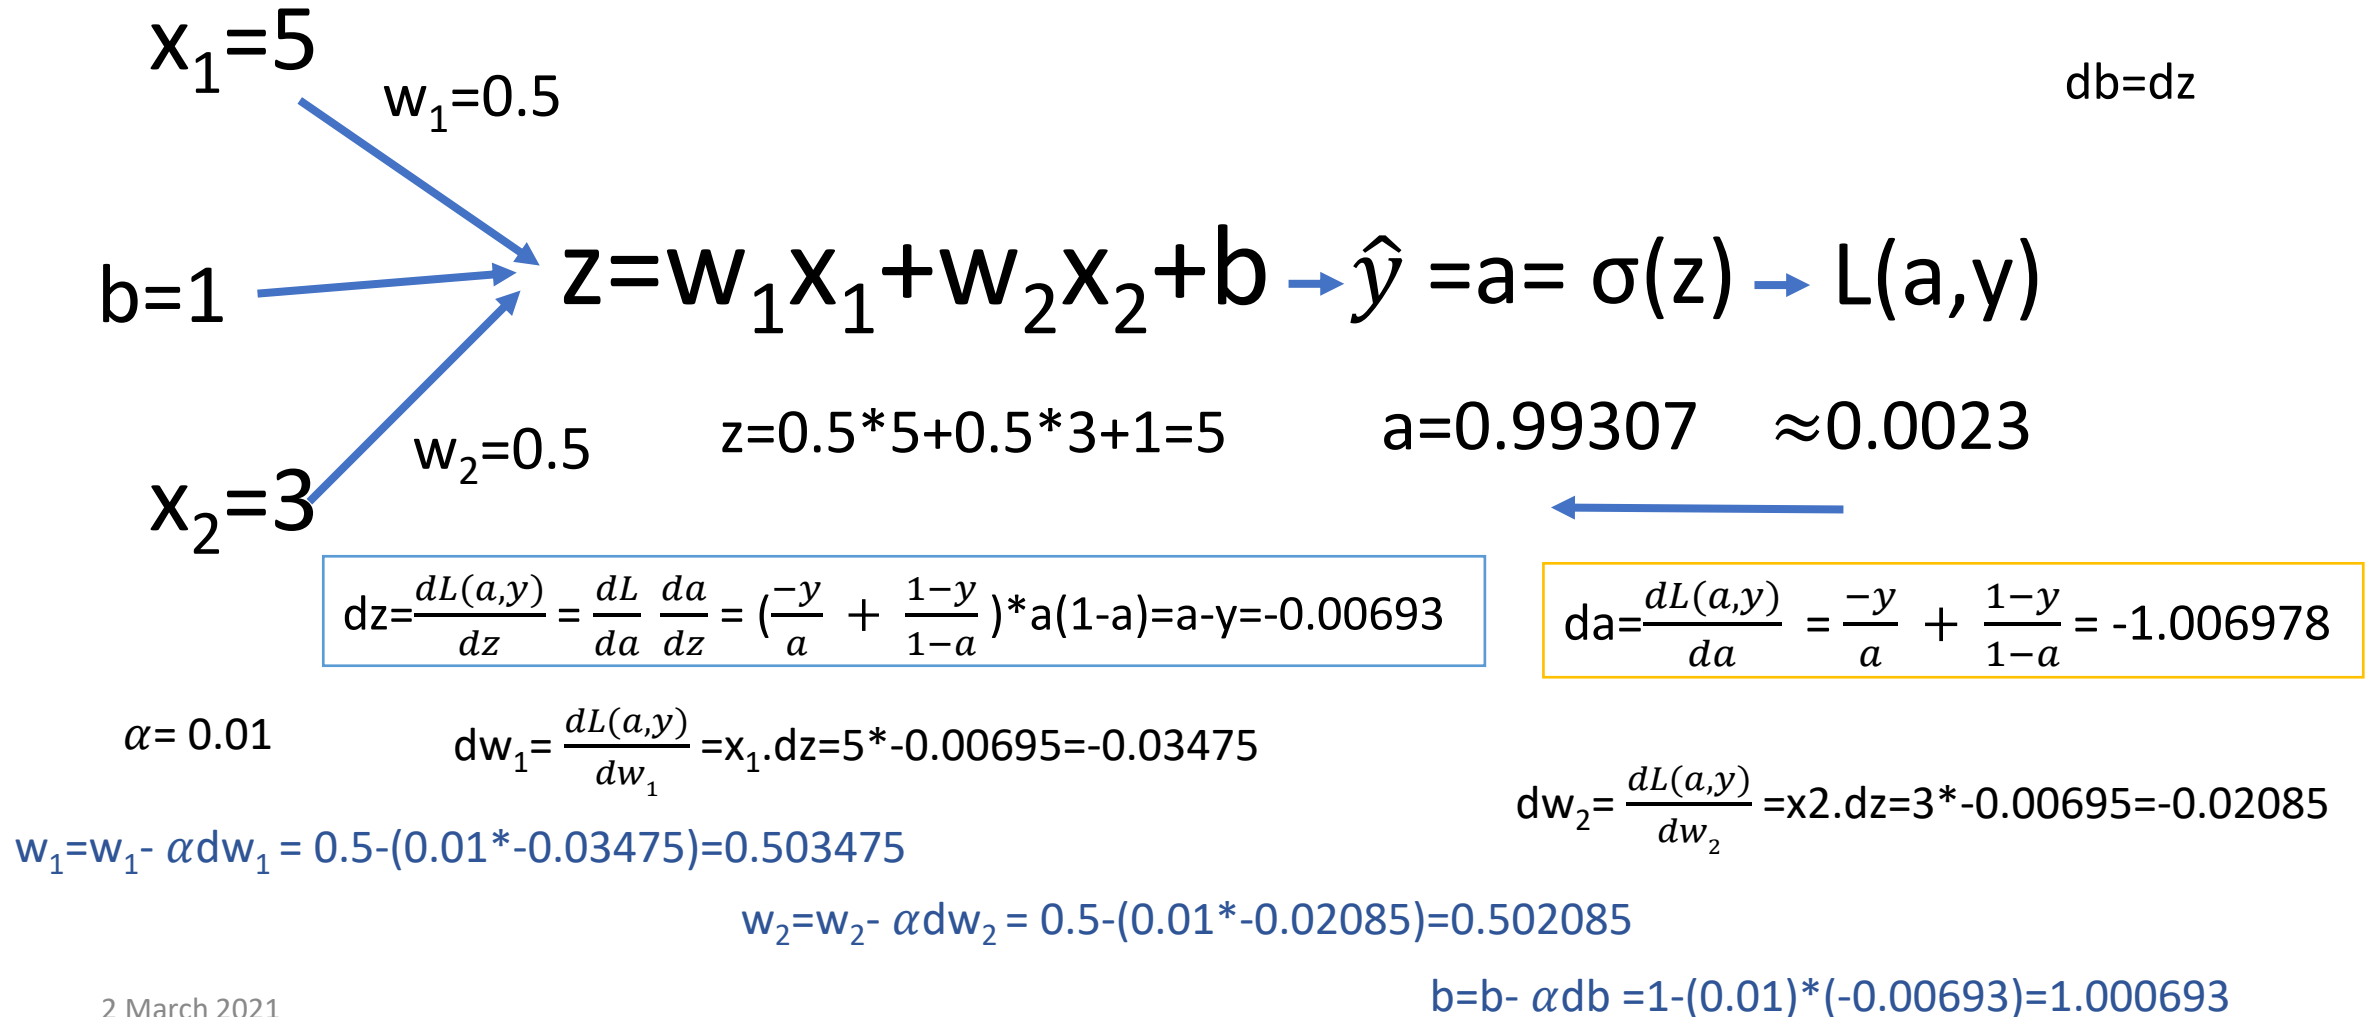 x₁=5
w₁=0.5
db=dz
b=1
z=w₁x₁+w₂x₂+b
ŷ =a= σ(z)
L(a,y)
w₂=0.5
z=0.5*5+0.5*3+1=5
a=0.99307
≈0.0023
x₂=3
dz=dL(a,y)/dz = dL/da da/dz = (−y/a + 1−y/1−a)*a(1-a)=a-y=-0.00693
da=dL(a,y)/da = −y/a + 1−y/1−a = -1.006978
α= 0.01
dw₁= dL(a,y)/dw₁ =x₁.dz=5*-0.00695=-0.03475
dw₂= dL(a,y)/dw₂ =x2.dz=3*-0.00695=-0.02085
w₁=w₁- αdw₁ = 0.5-(0.01*-0.03475)=0.503475
w₂=w₂- αdw₂ = 0.5-(0.01*-0.02085)=0.502085
b=b- αdb =1-(0.01)*(-0.00693)=1.000693
2 March 2021